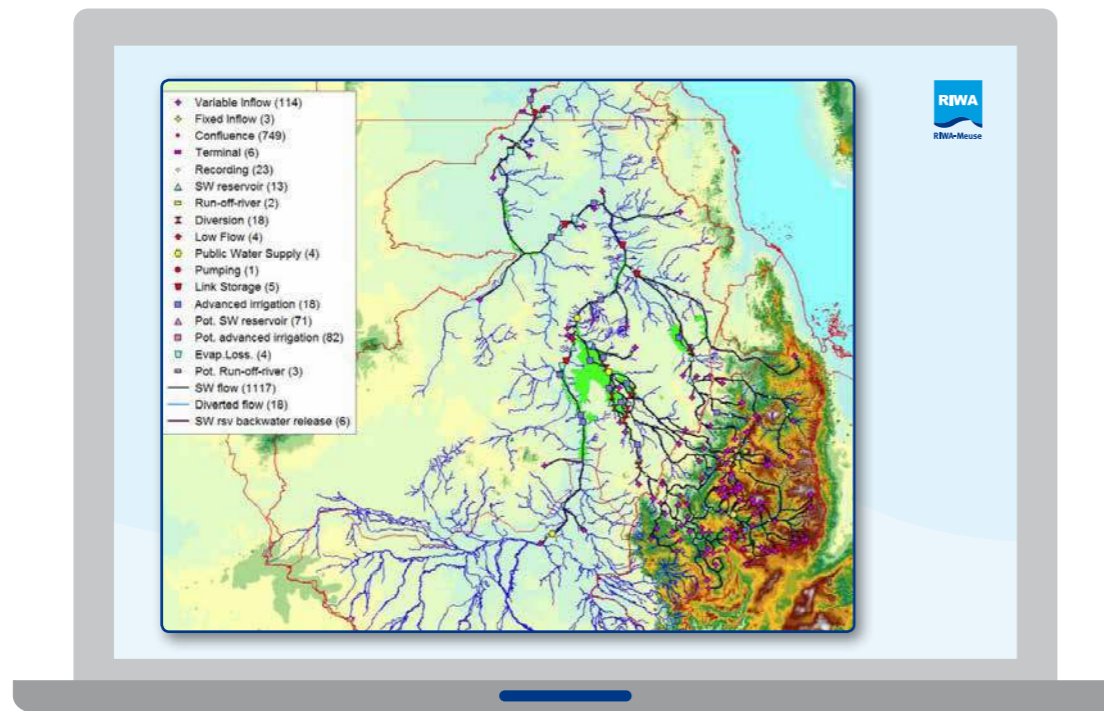 Variable Inflow (114)
Fixed Inflow (3)
Confluence (749)
Terminal (6)
Recording (23)
SW reservoir (13)
Run-off-river (2)
Diversion (18)
Low Flow (4)
Public Water Supply (4)
Pumping (1)
Link Storage (5)
Advanced irrigation (18)
Pot. SW reservoir (71)
Pot. advanced irrigation (82)
Evap.Loss. (4)
Pot. Run-off-river (3)
SW flow (1117)
Diverted flow (18)
SW rsv backwater release (6)
RIWA
RIWA-Meuse